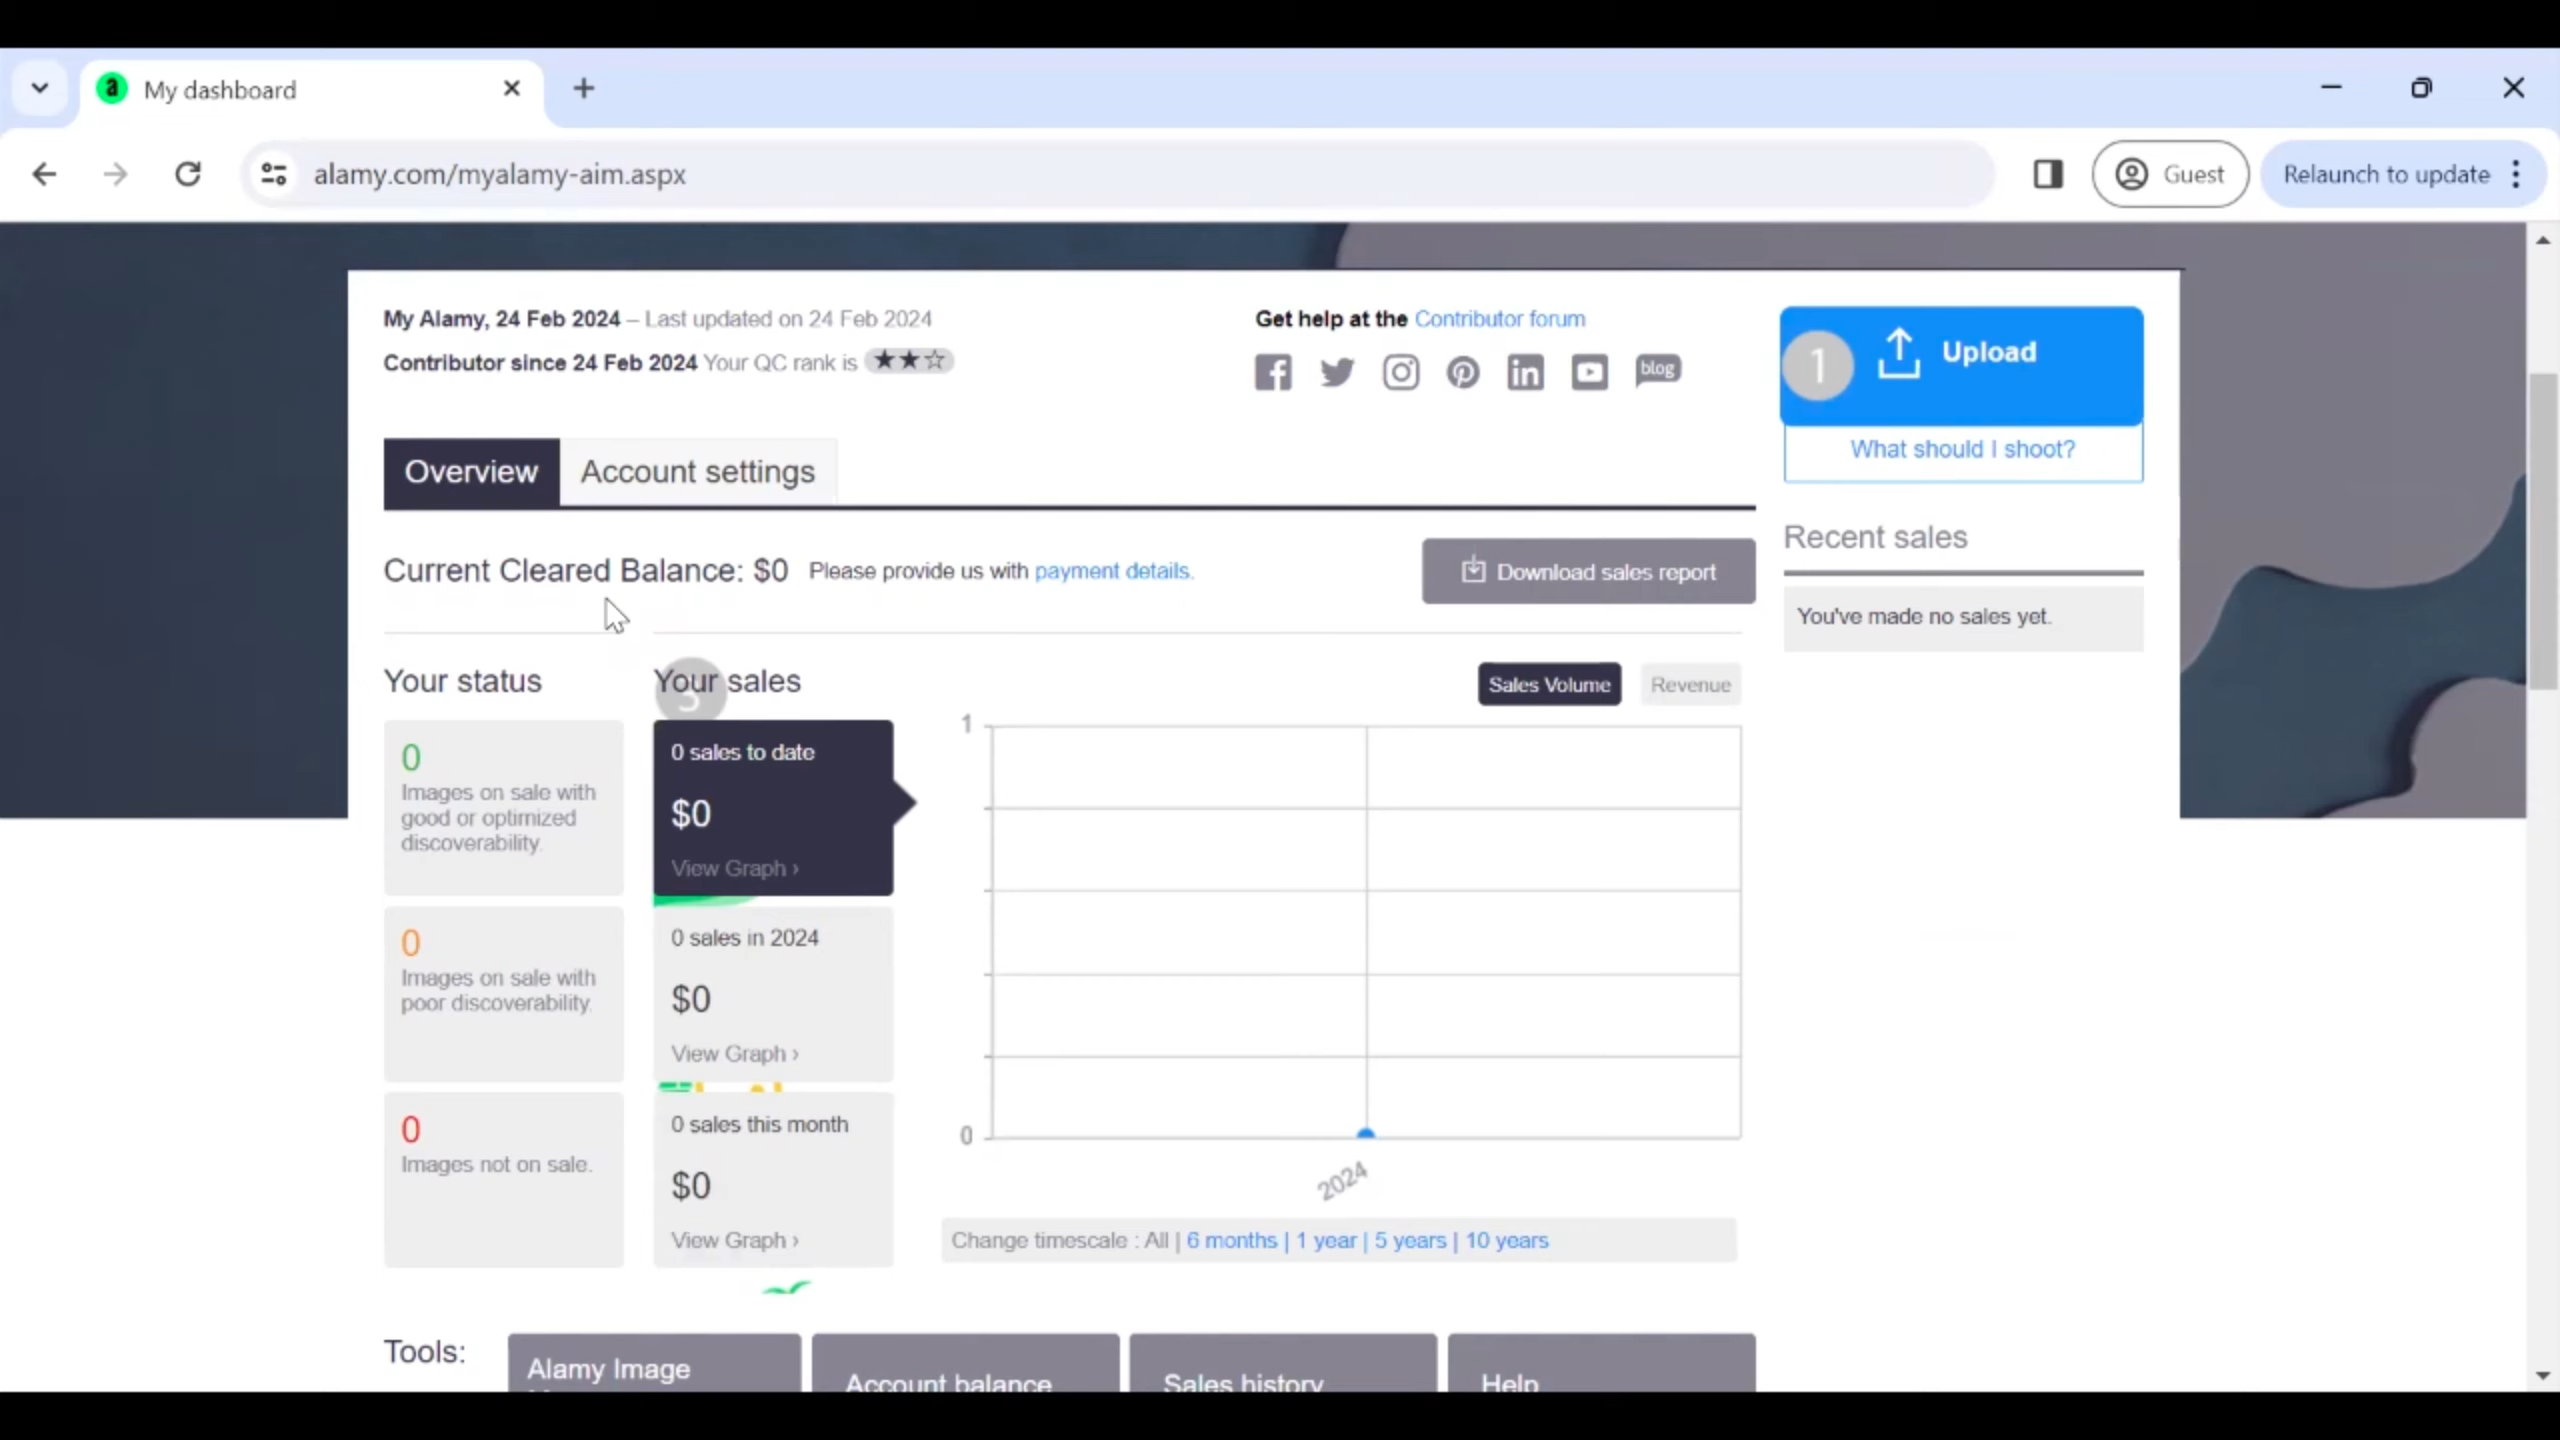 My dashboard
alamy.com/myalamy-aim.aspx
Guest
Relaunch to update
My Alamy, 24 Feb 2024 – Last updated on 24 Feb 2024
Contributor since 24 Feb 2024 Your QC rank is
Get help at the Contributor forum
blog
1
Upload
What should I shoot?
Overview
Account settings
Current Cleared Balance: $0 Please provide us with payment details.
Download sales report
Recent sales
You've made no sales yet.
Your status
0
Images on sale with
good or optimized
discoverability.
0
Images on sale with
poor discoverability.
0
Images not on sale.
Your sales
0 sales to date
$0
View Graph ›
0 sales in 2024
$0
View Graph ›
0 sales this month
$0
View Graph ›
Sales Volume
Revenue
1
0
2024
Change timescale : All | 6 months | 1 year | 5 years | 10 years
Tools:
Alamy Image
Account balance
Sales history
Help